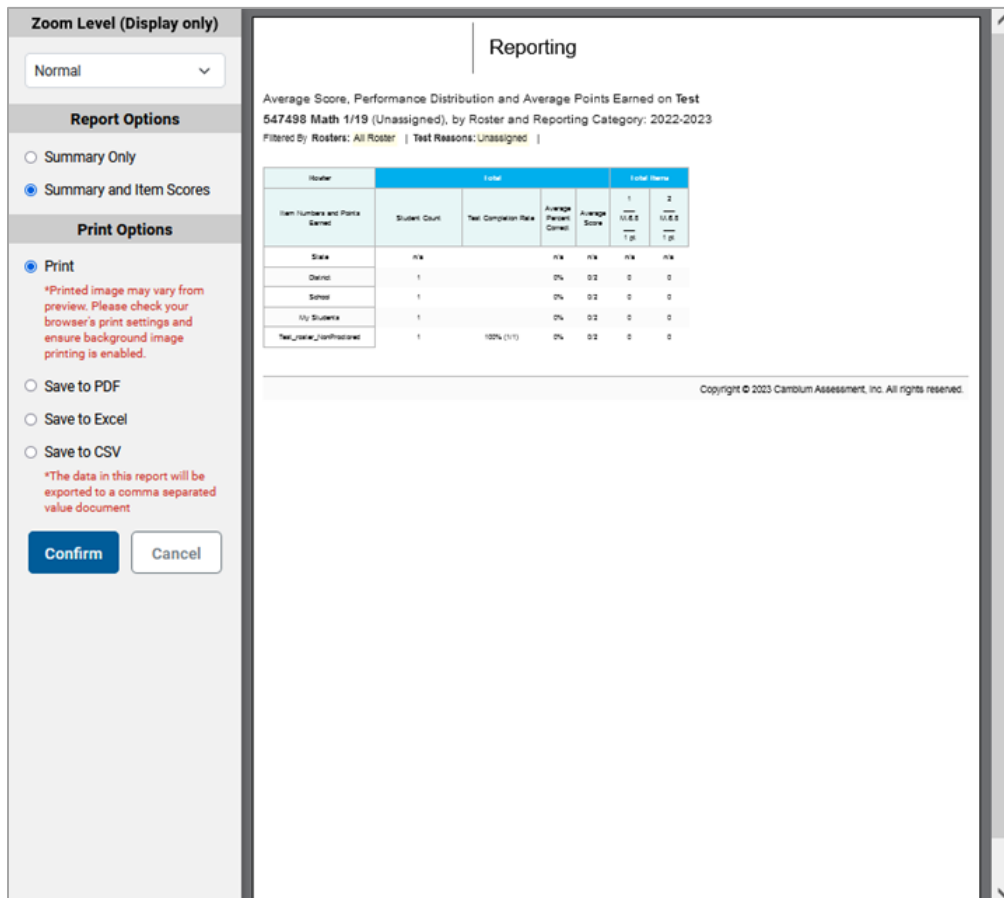 Zoom Level (Display only)
Normal
Report Options
Summary Only
Summary and Item Scores
Print Options
Print
*Printed image may vary from
preview. Please check your
browser's print settings and
ensure background image
printing is enabled.
Save to PDF
Save to Excel
Save to CSV
*The data in this report will be
exported to a comma separated
value document
Confirm
Cancel
Reporting
Average Score, Performance Distribution and Average Points Earned on Test
547498 Math 1/19 (Unassigned), by Roster and Reporting Category: 2022-2023
Filtered By Rosters: All Roster | Test Reasons: Unassigned |
Roster Total Total Items
Item Numbers and Points
Earned
Student Count
Test Completion Rate
Average
Percent
Correct
Average
Score
1
1 pt
2
1 pt
State n/a n/a n/a n/a n/a
District 1 0% 0/2 0 0
School 1 0% 0/2 0 0
My Students 1 0% 0/2 0 0
Test_roster_NonProctored 1 100% (1/1) 0% 0/2 0 0
Copyright © 2023 Cambium Assessment, Inc. All rights reserved.